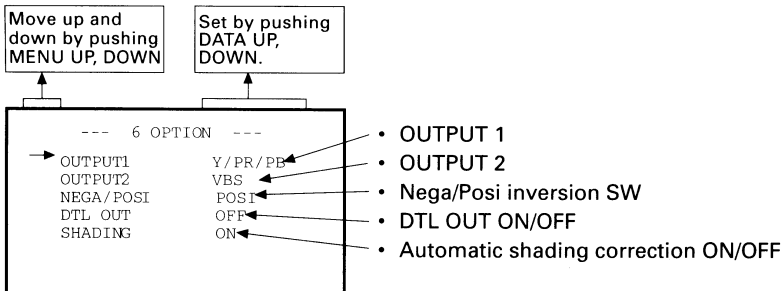 Move up and
down by pushing
MENU UP, DOWN
Set by pushing
DATA UP,
DOWN.
--- 6 OPTION ---
OUTPUT1 Y/PR/PB
OUTPUT2 VBS
NEGA/POSI POSI
DTL OUT OFF
SHADING ON
• OUTPUT 1
• OUTPUT 2
• Nega/Posi inversion SW
• DTL OUT ON/OFF
• Automatic shading correction ON/OFF